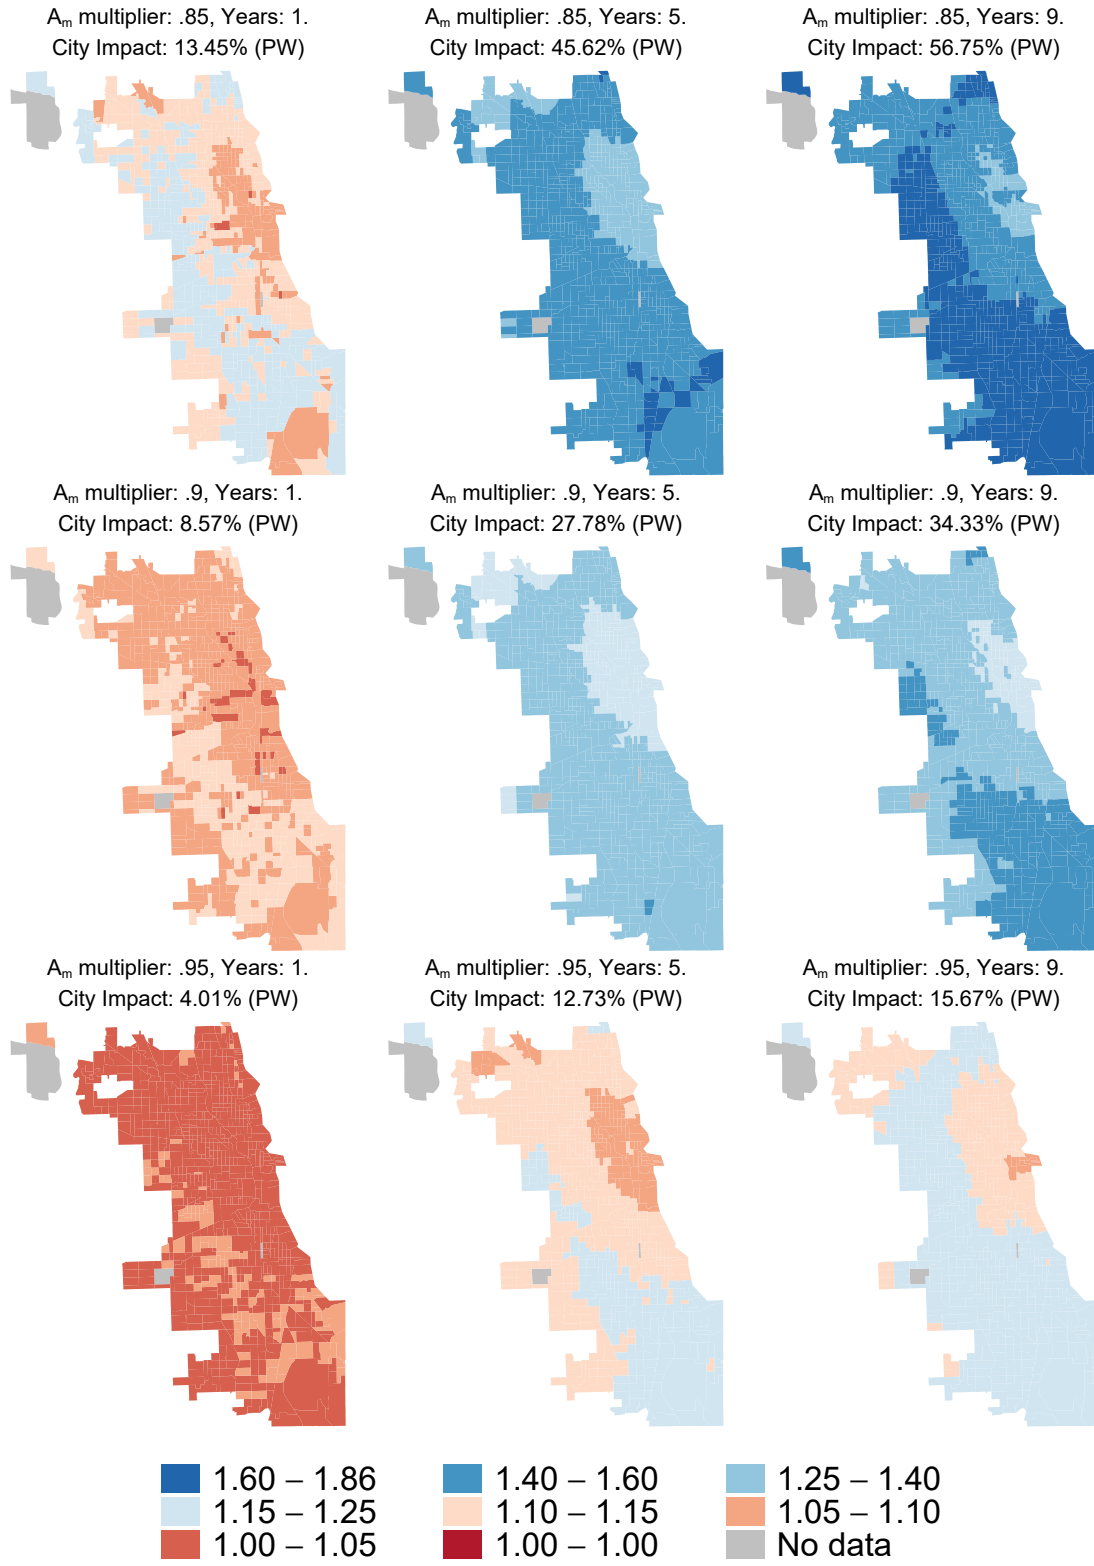 Aₘ multiplier: .85, Years: 1.
City Impact: 13.45% (PW)
Aₘ multiplier: .85, Years: 5.
City Impact: 45.62% (PW)
Aₘ multiplier: .85, Years: 9.
City Impact: 56.75% (PW)
Aₘ multiplier: .9, Years: 1.
City Impact: 8.57% (PW)
Aₘ multiplier: .9, Years: 5.
City Impact: 27.78% (PW)
Aₘ multiplier: .9, Years: 9.
City Impact: 34.33% (PW)
Aₘ multiplier: .95, Years: 1.
City Impact: 4.01% (PW)
Aₘ multiplier: .95, Years: 5.
City Impact: 12.73% (PW)
Aₘ multiplier: .95, Years: 9.
City Impact: 15.67% (PW)
1.60 – 1.86
1.40 – 1.60
1.25 – 1.40
1.15 – 1.25
1.10 – 1.15
1.05 – 1.10
1.00 – 1.05
1.00 – 1.00
No data